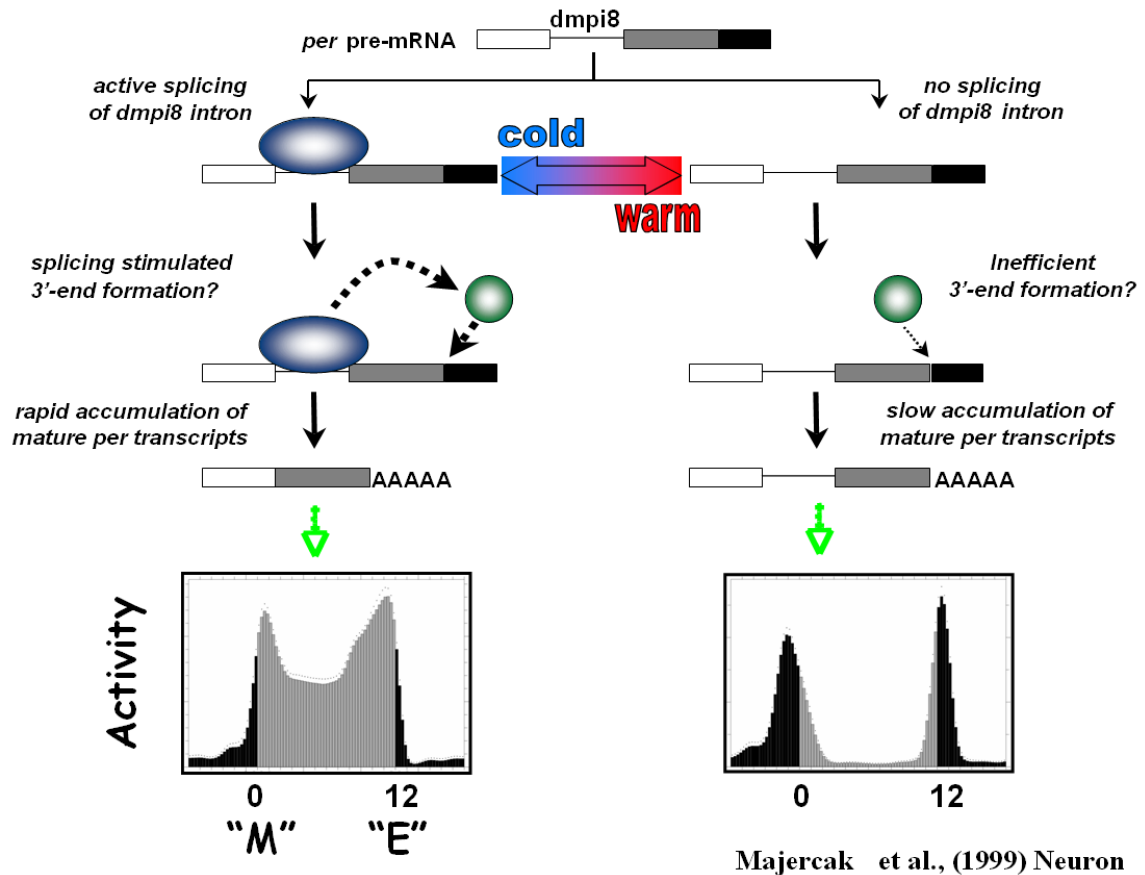 dmpi8
per pre-mRNA
active splicing
of dmpi8 intron
no splicing
of dmpi8 intron
cold
warm
splicing stimulated
3'-end formation?
Inefficient
3'-end formation?
rapid accumulation of
mature per transcripts
slow accumulation of
mature per transcripts
AAAAA
AAAAA
Activity
0 12
"M" "E"
0 12
Majercak et al., (1999) Neuron